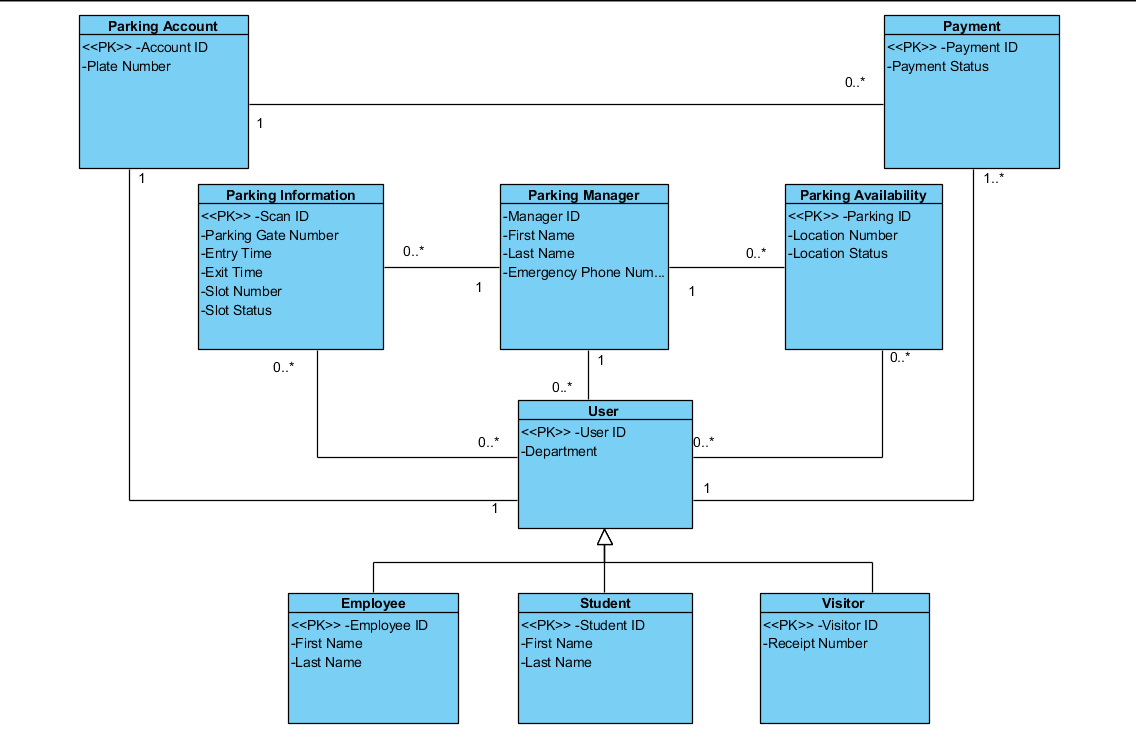 Parking Account
<<PK>> -Account ID
-Plate Number
Payment
<<PK>> -Payment ID
-Payment Status
0..*
1
1
1..*
Parking Information
<<PK>> -Scan ID
-Parking Gate Number
-Entry Time
-Exit Time
-Slot Number
-Slot Status
0..*
1
Parking Manager
-Manager ID
-First Name
-Last Name
-Emergency Phone Num...
0..*
1
Parking Availability
<<PK>> -Parking ID
-Location Number
-Location Status
0..*
1
0..*
0..*
User
<<PK>> -User ID
-Department
0..*
0..*
1
1
Employee
<<PK>> -Employee ID
-First Name
-Last Name
Student
<<PK>> -Student ID
-First Name
-Last Name
Visitor
<<PK>> -Visitor ID
-Receipt Number